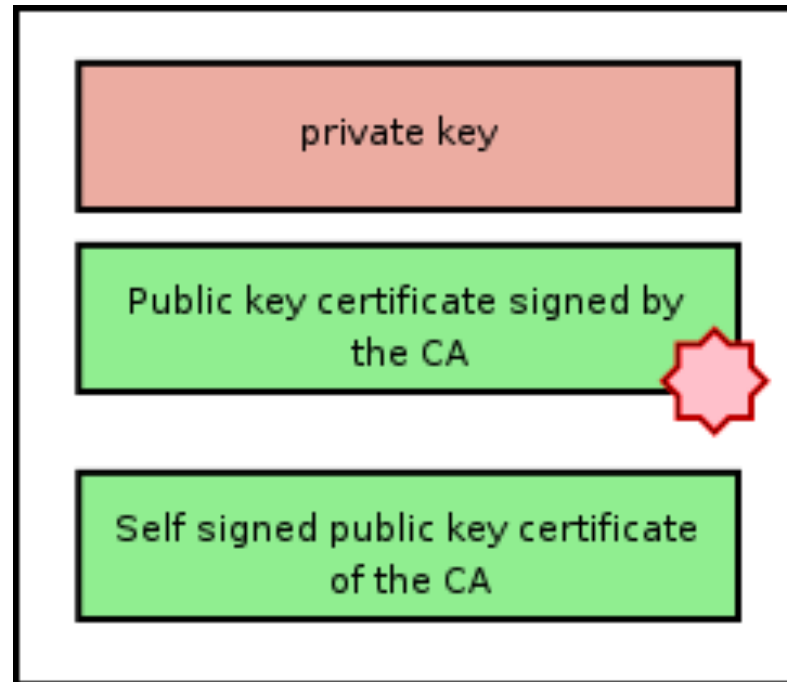 private key
Public key certificate signed by
the CA
Self signed public key certificate
of the CA